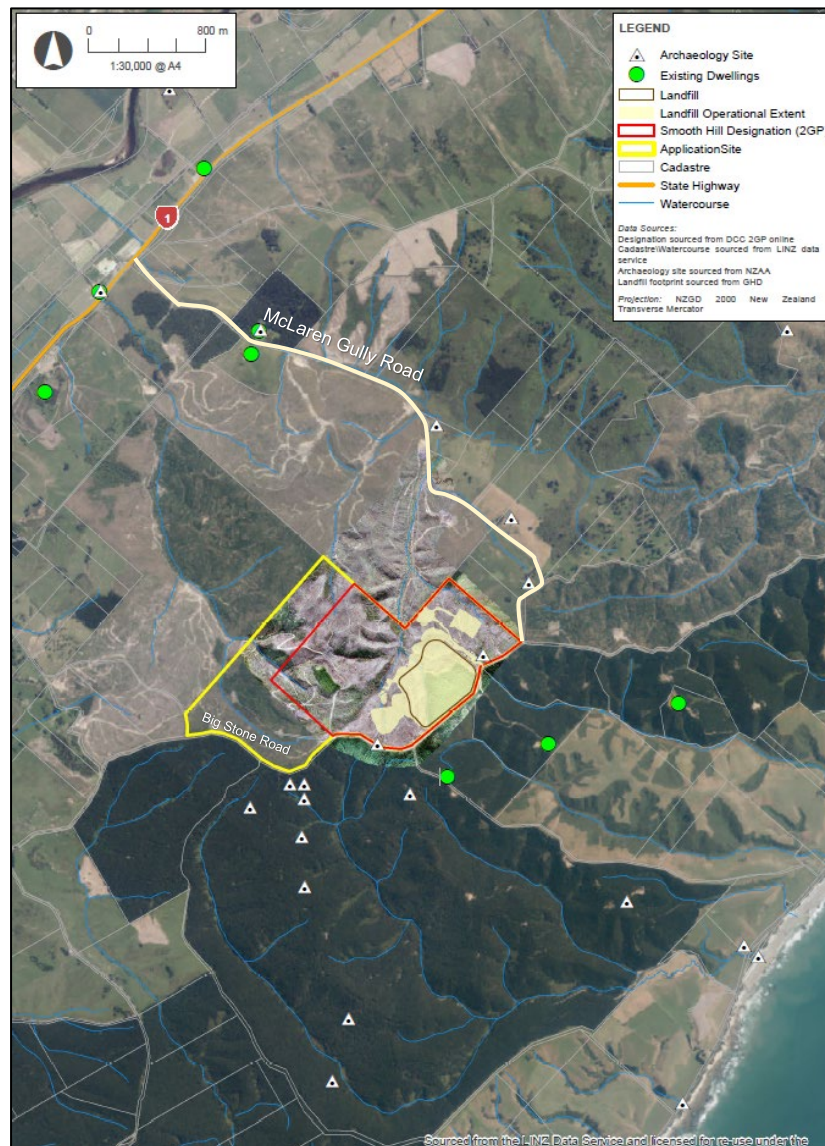 0 800 m
1:30,000 @ A4
LEGEND
Archaeology Site
Existing Dwellings
Landfill
Landfill Operational Extent
Smooth Hill Designation (2GP
ApplicationSite
Cadastre
State Highway
Watercourse
Data Sources:
Designation sourced from DCC 2GP online
Cadastre\Watercourse sourced from LINZ data
service
Archaeology site sourced from NZAA
Landfill footprint sourced from GHD
Projection: NZGD 2000 New Zealand
Transverse Mercator
1
McLaren Gully Road
Big Stone Road
Sourced from the LINZ Data Service and licensed for re-use under the